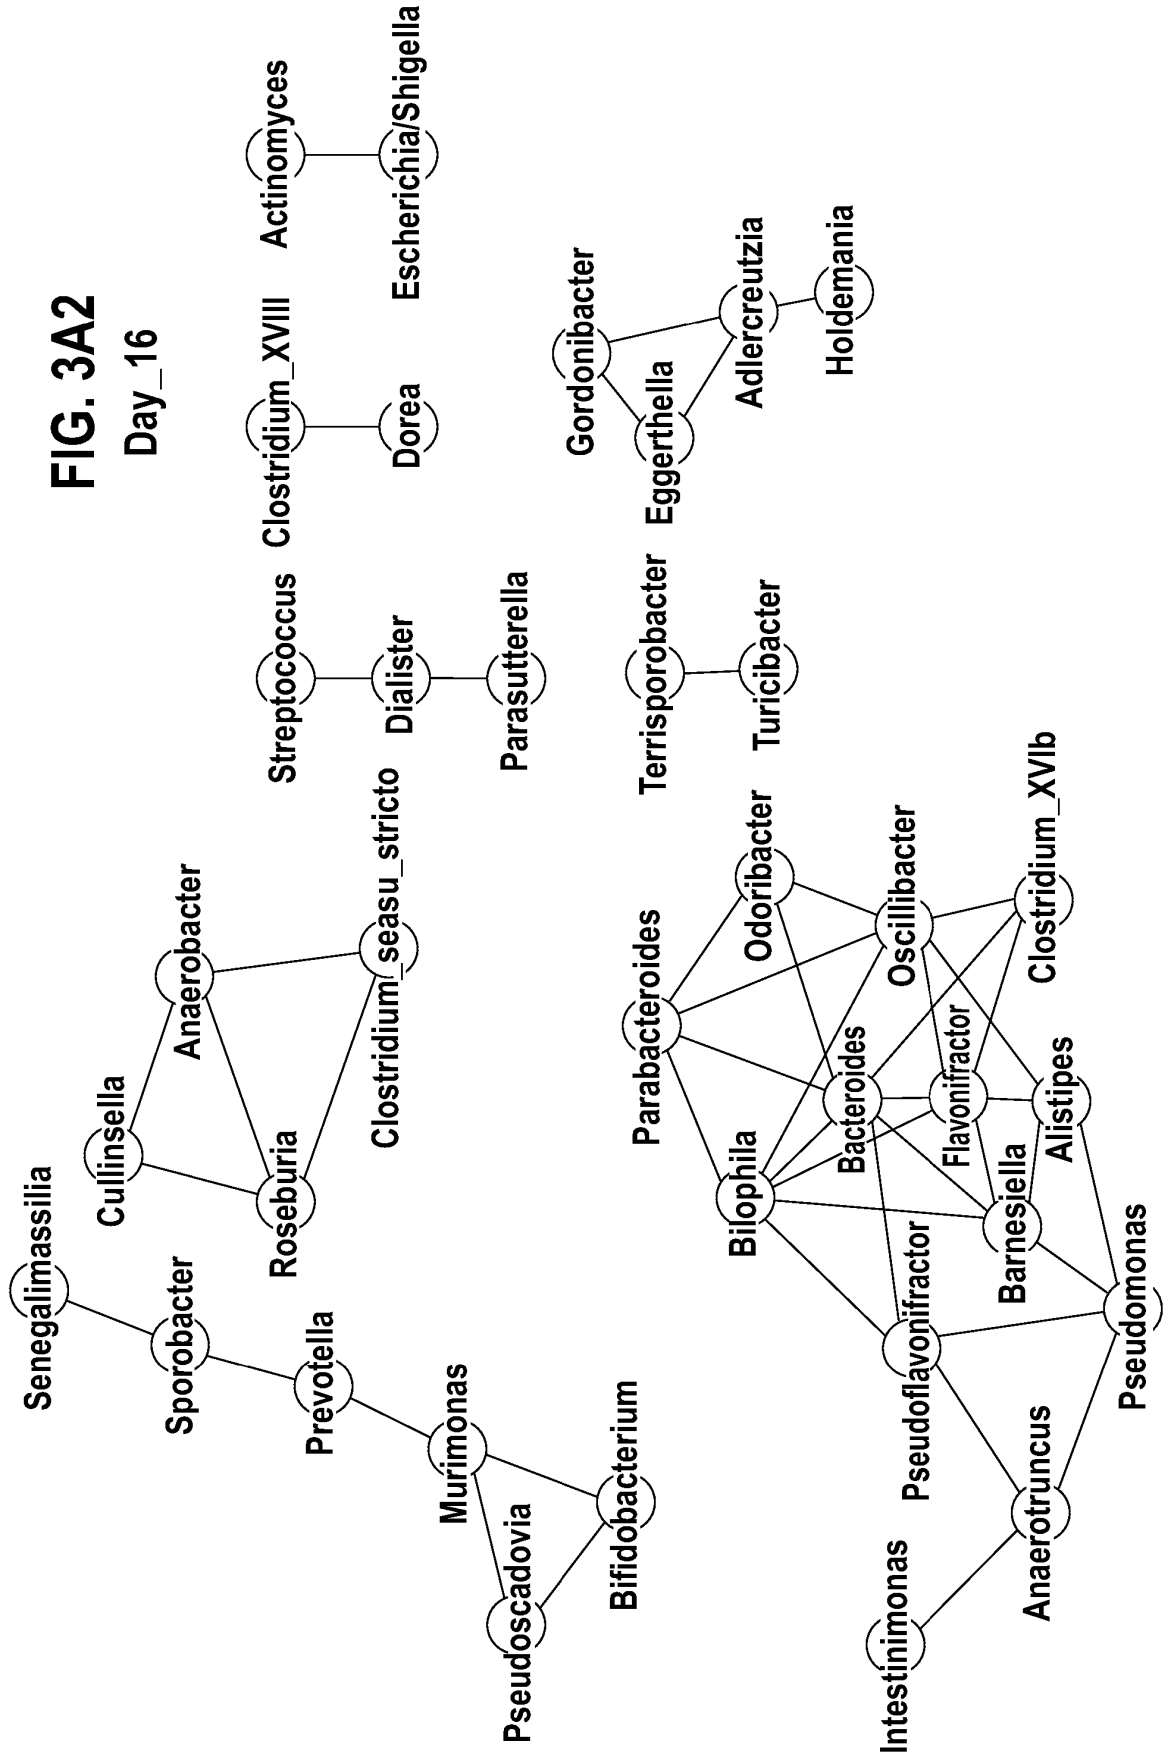 FIG. 3A2
Day_16
Senegalimassilia
Sporobacter
Prevotella
Murimonas
Pseudoscadovia
Bifidobacterium
Cullinsella
Anaerobacter
Roseburia
Clostridium_seasu_stricto
Streptococcus
Dialister
Parasutterella
Clostridium_XVIII
Dorea
Actinomyces
Escherichia/Shigella
Intestinimonas
Anaerotruncus
Pseudoflavonifractor
Pseudomonas
Bilophila
Barnesiella
Parabacteroides
Bacteroides
Flavonifractor
Alistipes
Odoribacter
Oscillibacter
Clostridium_XVIb
Terrisporobacter
Turicibacter
Gordonibacter
Eggerthella
Adlercreutzia
Holdemania